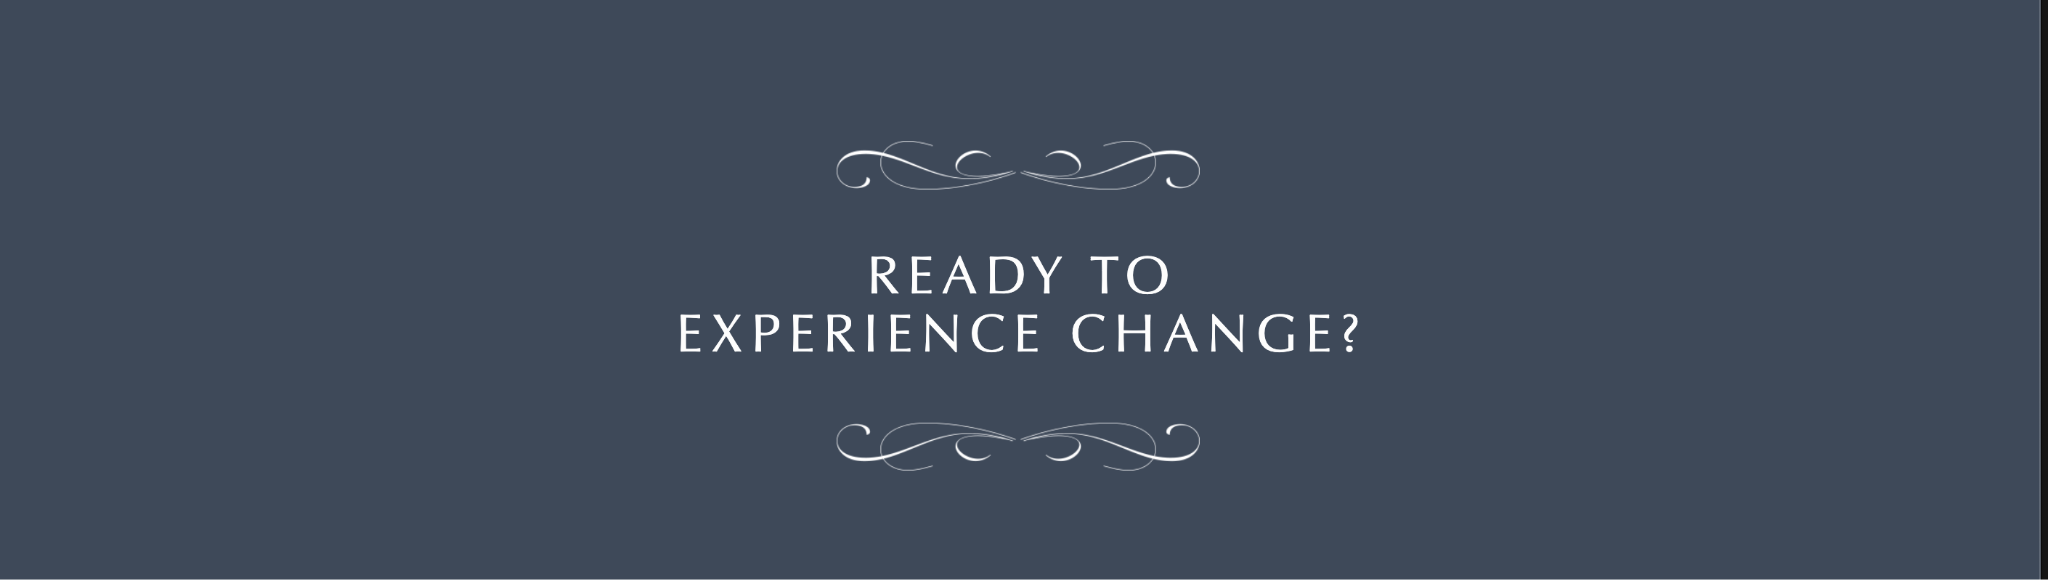 READY TO
EXPERIENCE CHANGE?